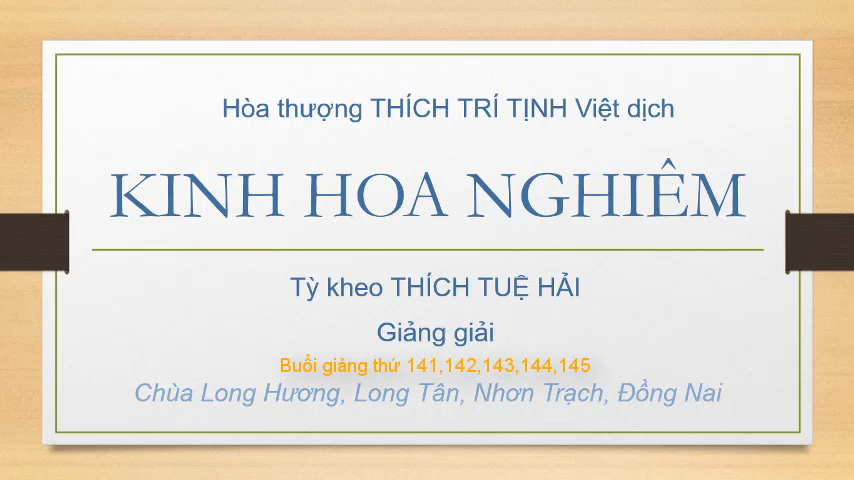 Hòa thượng THÍCH TRÍ TỊNH Việt dịch
KINH HOA NGHIÊM
Tỳ kheo THÍCH TUỆ HẢI
Giảng giải
Buổi giảng thứ 141,142,143,144,145
Chùa Long Hương, Long Tân, Nhơn Trạch, Đồng Nai